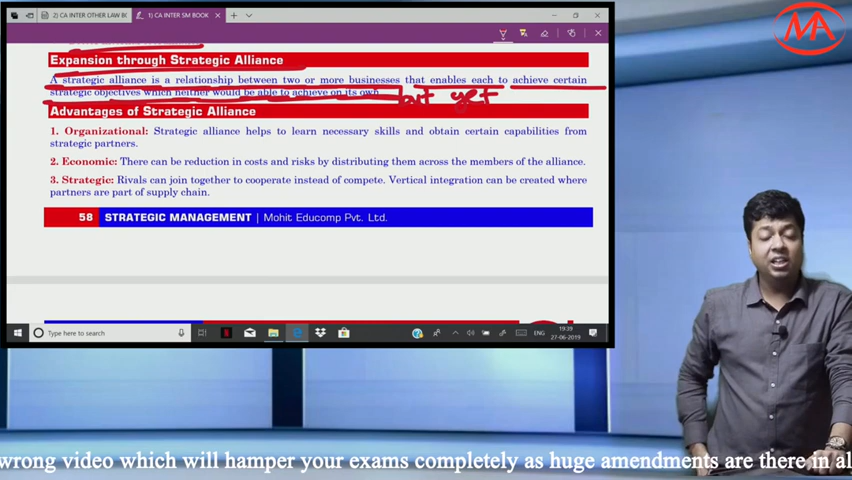 2) CA INTER OTHER LAW B
1) CA INTER SM BOOK
MA
Expansion through Strategic Alliance
A strategic alliance is a relationship between two or more businesses that enables each to achieve certain
strategic objectives which neither would be able to achieve on its own.
but yet
Advantages of Strategic Alliance
1. Organizational: Strategic alliance helps to learn necessary skills and obtain certain capabilities from
strategic partners.
2. Economic: There can be reduction in costs and risks by distributing them across the members of the alliance.
3. Strategic: Rivals can join together to cooperate instead of compete. Vertical integration can be created where
partners are part of supply chain.
58 STRATEGIC MANAGEMENT | Mohit Educomp Pvt. Ltd.
Type here to search
ENG
19:39
27-06-2019
wrong video which will hamper your exams completely as huge amendments are there in al